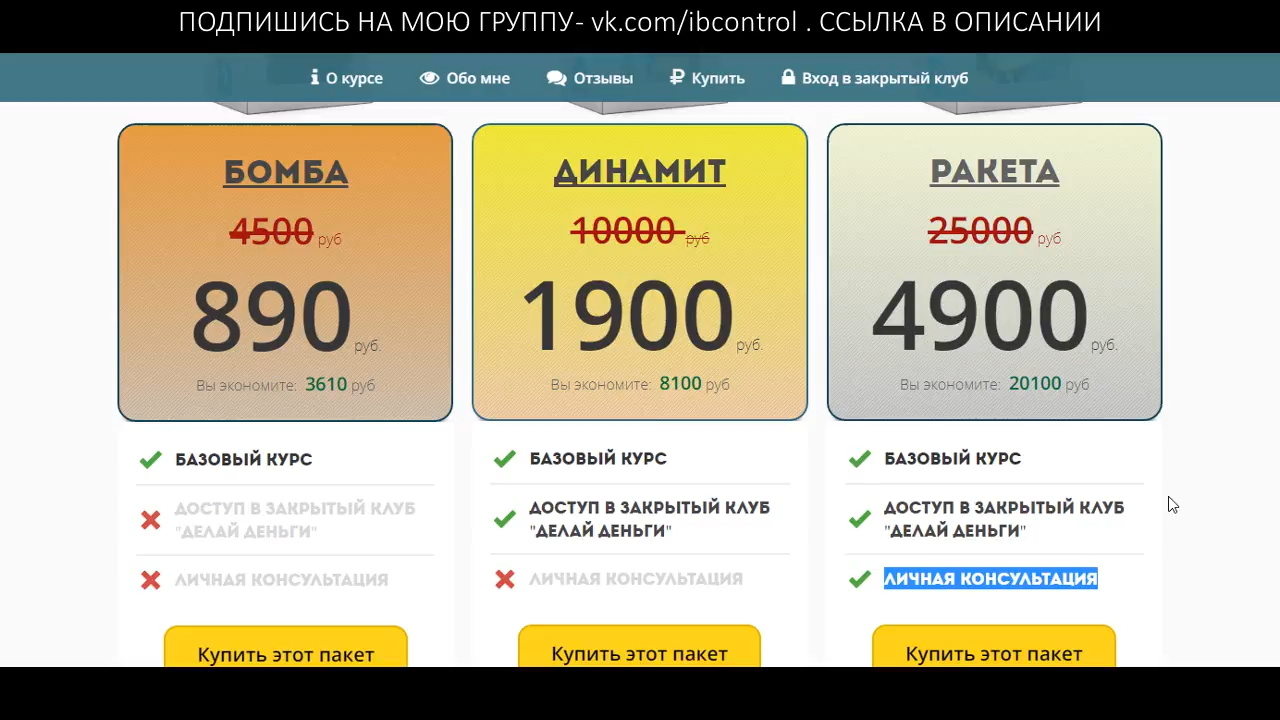 ПОДПИШИСЬ НА МОЮ ГРУППУ- vk.com/ibcontrol . ССЫЛКА В ОПИСАНИИ
О курсе Обо мне Отзывы Купить Вход в закрытый клуб
БОМБА
4500 руб
890 руб.
Вы экономите: 3610 руб
БАЗОВЫЙ КУРС
ДОСТУП В ЗАКРЫТЫЙ КЛУБ
"ДЕЛАЙ ДЕНЬГИ"
ЛИЧНАЯ КОНСУЛЬТАЦИЯ
Купить этот пакет
ДИНАМИТ
10000 руб
1900 руб.
Вы экономите: 8100 руб
БАЗОВЫЙ КУРС
ДОСТУП В ЗАКРЫТЫЙ КЛУБ
"ДЕЛАЙ ДЕНЬГИ"
ЛИЧНАЯ КОНСУЛЬТАЦИЯ
Купить этот пакет
РАКЕТА
25000 руб
4900 руб.
Вы экономите: 20100 руб
БАЗОВЫЙ КУРС
ДОСТУП В ЗАКРЫТЫЙ КЛУБ
"ДЕЛАЙ ДЕНЬГИ"
ЛИЧНАЯ КОНСУЛЬТАЦИЯ
Купить этот пакет